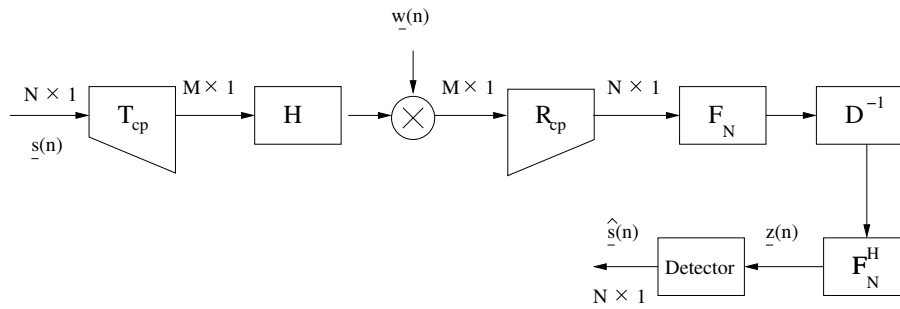 w(n)
N × 1
M × 1
M × 1
N × 1
T_cp
H
R_cp
F_N
D^{-1}
s(n)
ŝ(n)
z(n)
Detector
F_N^H
N × 1